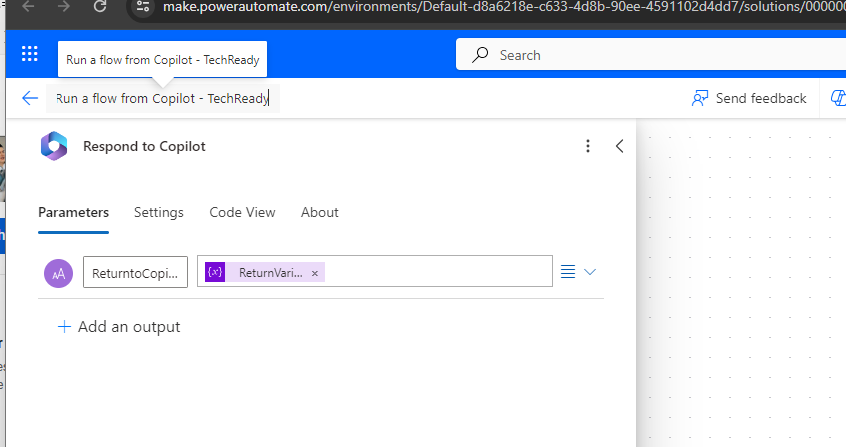 make.powerautomate.com/environments/Default-d8a6218e-c633-4d8b-90ee-4591102d4dd7/solutions/000000
Run a flow from Copilot - TechReady
Search
Run a flow from Copilot - TechReady
Send feedback
Respond to Copilot
Parameters Settings Code View About
AA ReturntoCopi... {x} ReturnVari... ×
+ Add an output